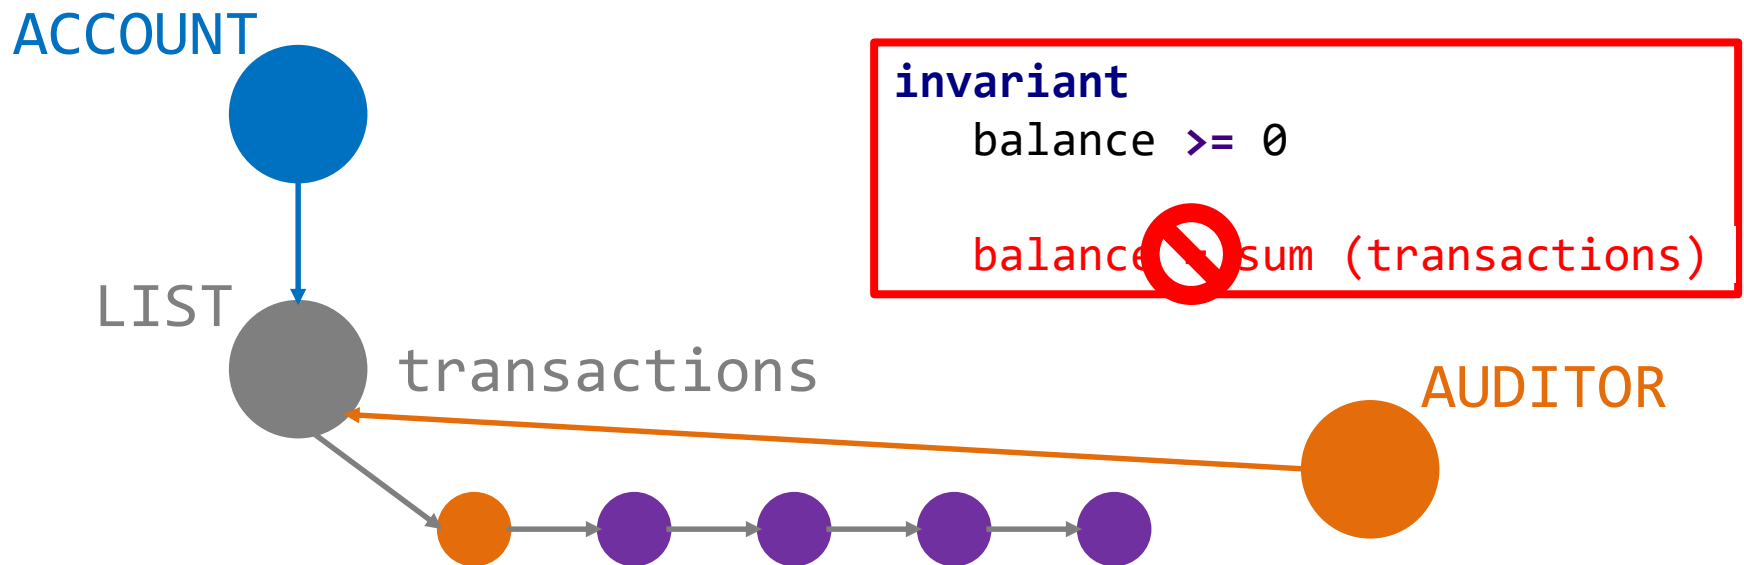 ACCOUNT
invariant
balance >= 0
balance = sum (transactions)
LIST
transactions
AUDITOR